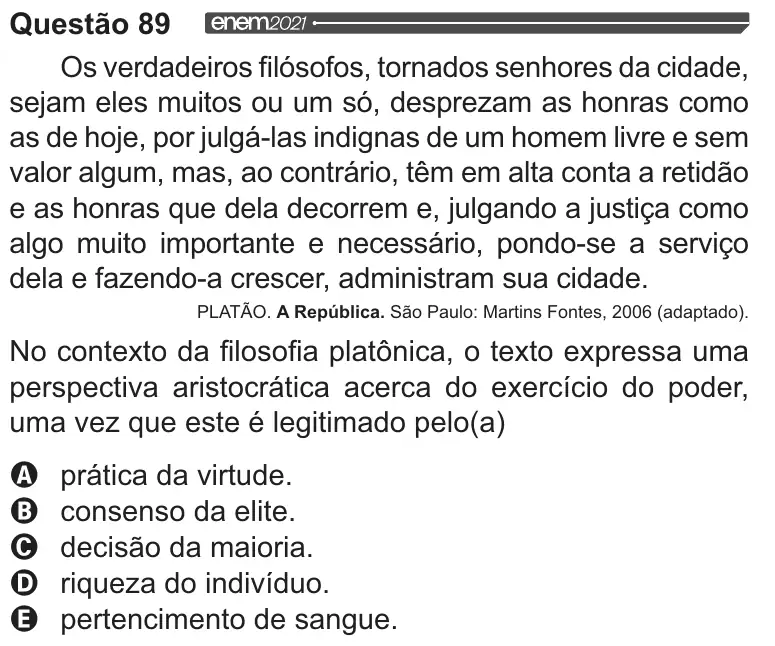 Questão 89 enem2021
Os verdadeiros filósofos, tornados senhores da cidade,
sejam eles muitos ou um só, desprezam as honras como
as de hoje, por julgá-las indignas de um homem livre e sem
valor algum, mas, ao contrário, têm em alta conta a retidão
e as honras que dela decorrem e, julgando a justiça como
algo muito importante e necessário, pondo-se a serviço
dela e fazendo-a crescer, administram sua cidade.
PLATÃO. A República. São Paulo: Martins Fontes, 2006 (adaptado).
No contexto da filosofia platônica, o texto expressa uma
perspectiva aristocrática acerca do exercício do poder,
uma vez que este é legitimado pelo(a)
A prática da virtude.
B consenso da elite.
C decisão da maioria.
D riqueza do indivíduo.
E pertencimento de sangue.